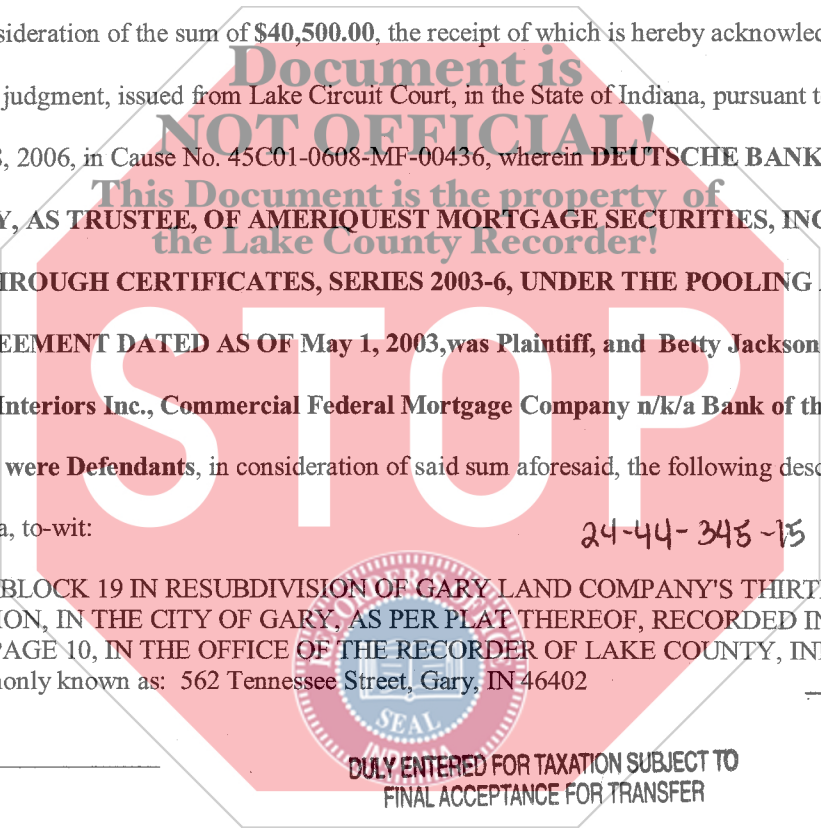 sideration of the sum of $40,500.00, the receipt of which is hereby acknowled
Document is
judgment, issued from Lake Circuit Court, in the State of Indiana, pursuant t
NOT OFFICIAL!
, 2006, in Cause No. 45C01-0608-MF-00436, wherein DEUTSCHE BANK
This Document is the property of
Y, AS TRUSTEE, OF AMERIQUEST MORTGAGE SECURITIES, INC
the Lake County Recorder!
HROUGH CERTIFICATES, SERIES 2003-6, UNDER THE POOLING
EEMENT DATED AS OF May 1, 2003,was Plaintiff, and Betty Jackson
Interiors Inc., Commercial Federal Mortgage Company n/k/a Bank of th
STOP
were Defendants, in consideration of said sum aforesaid, the following desc
a, to-wit:
24-44-345-15
BLOCK 19 IN RESUBDIVISION OF GARY LAND COMPANY'S THIRT
ION, IN THE CITY OF GARY, AS PER PLAT THEREOF, RECORDED IN
PAGE 10, IN THE OFFICE OF THE RECORDER OF LAKE COUNTY, IN
only known as: 562 Tennessee Street, Gary, IN 46402
SEAL
INDIANA
DULY ENTERED FOR TAXATION SUBJECT TO
FINAL ACCEPTANCE FOR TRANSFER